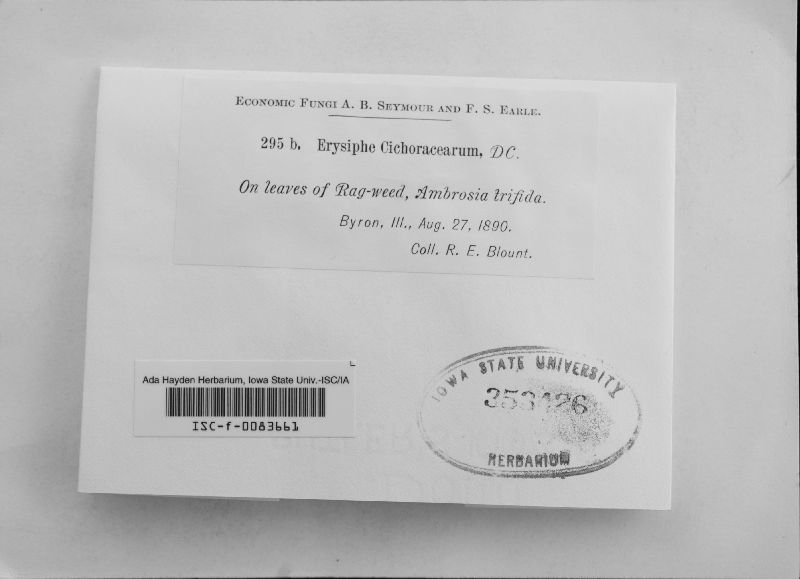 Economic Fungi A. B. Seymour and F. S. Earle.
295 b. Erysiphe Cichoracearum, DC.
On leaves of Rag-weed, Ambrosia trifida.
Byron, Ill., Aug. 27, 1890.
Coll. R. E. Blount.
Ada Hayden Herbarium, Iowa State Univ.-ISC/IA
ISC-f-0083661
IOWA STATE UNIVERSITY
353426
HERBARIUM